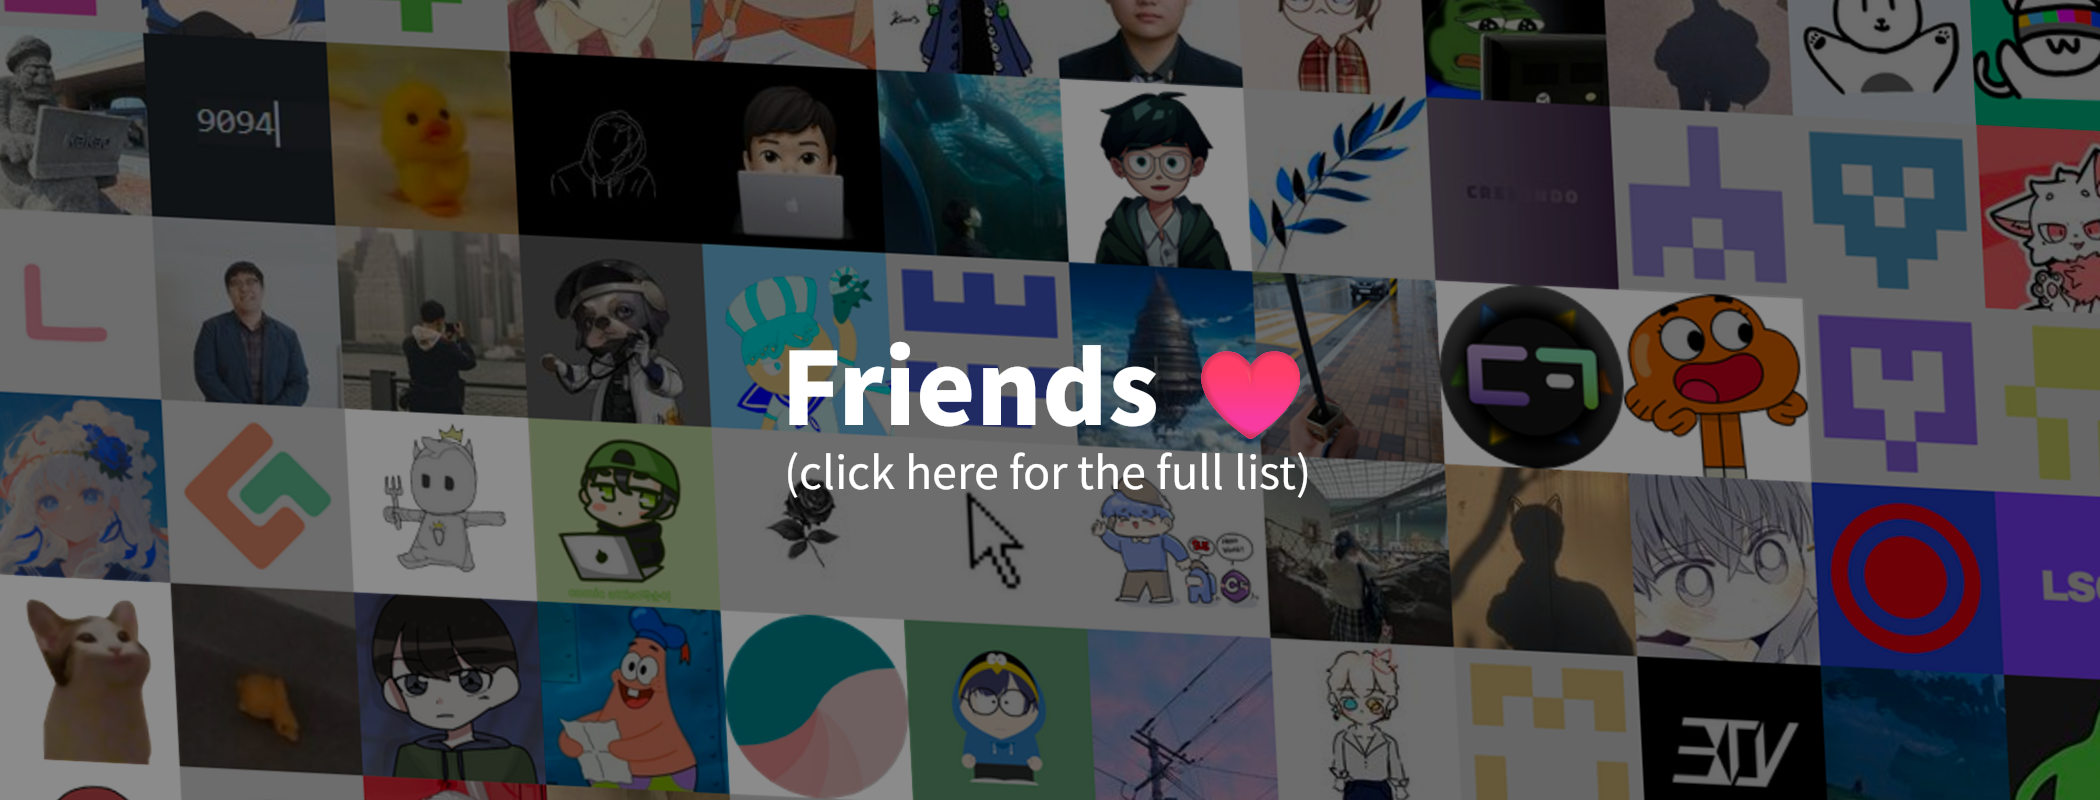 9094
Friends ❤
(click here for the full list)